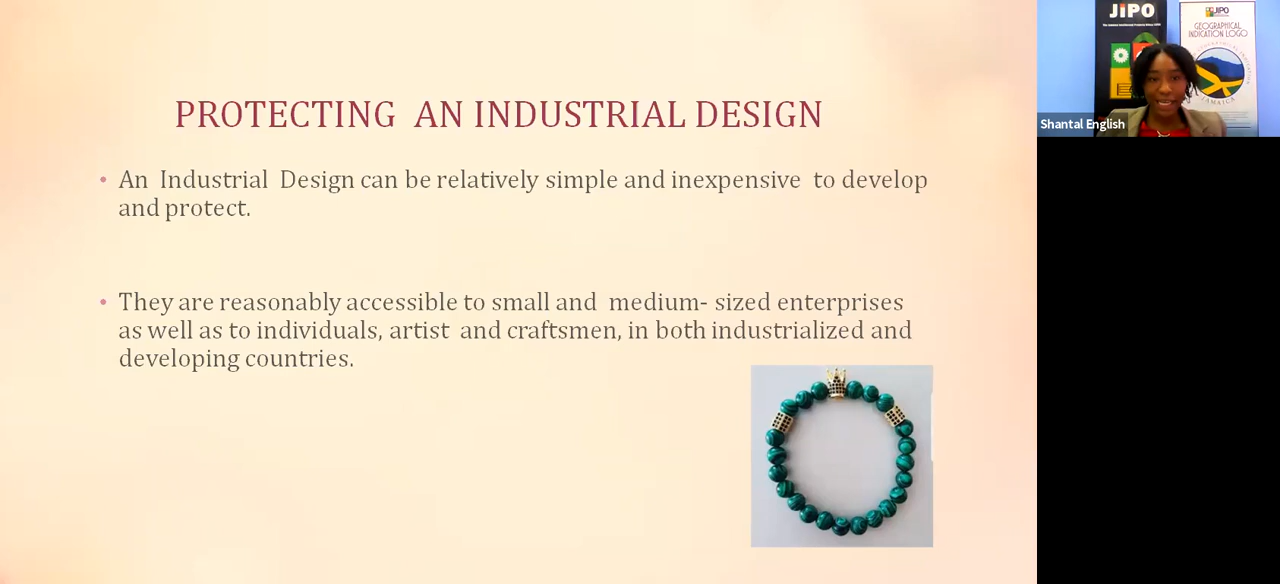 PROTECTING AN INDUSTRIAL DESIGN
• An Industrial Design can be relatively simple and inexpensive to develop
and protect.
• They are reasonably accessible to small and medium- sized enterprises
as well as to individuals, artist and craftsmen, in both industrialized and
developing countries.
JIPO
JIPO
GEOGRAPHICAL
INDICATION LOGO
JAMAICA
Shantal English